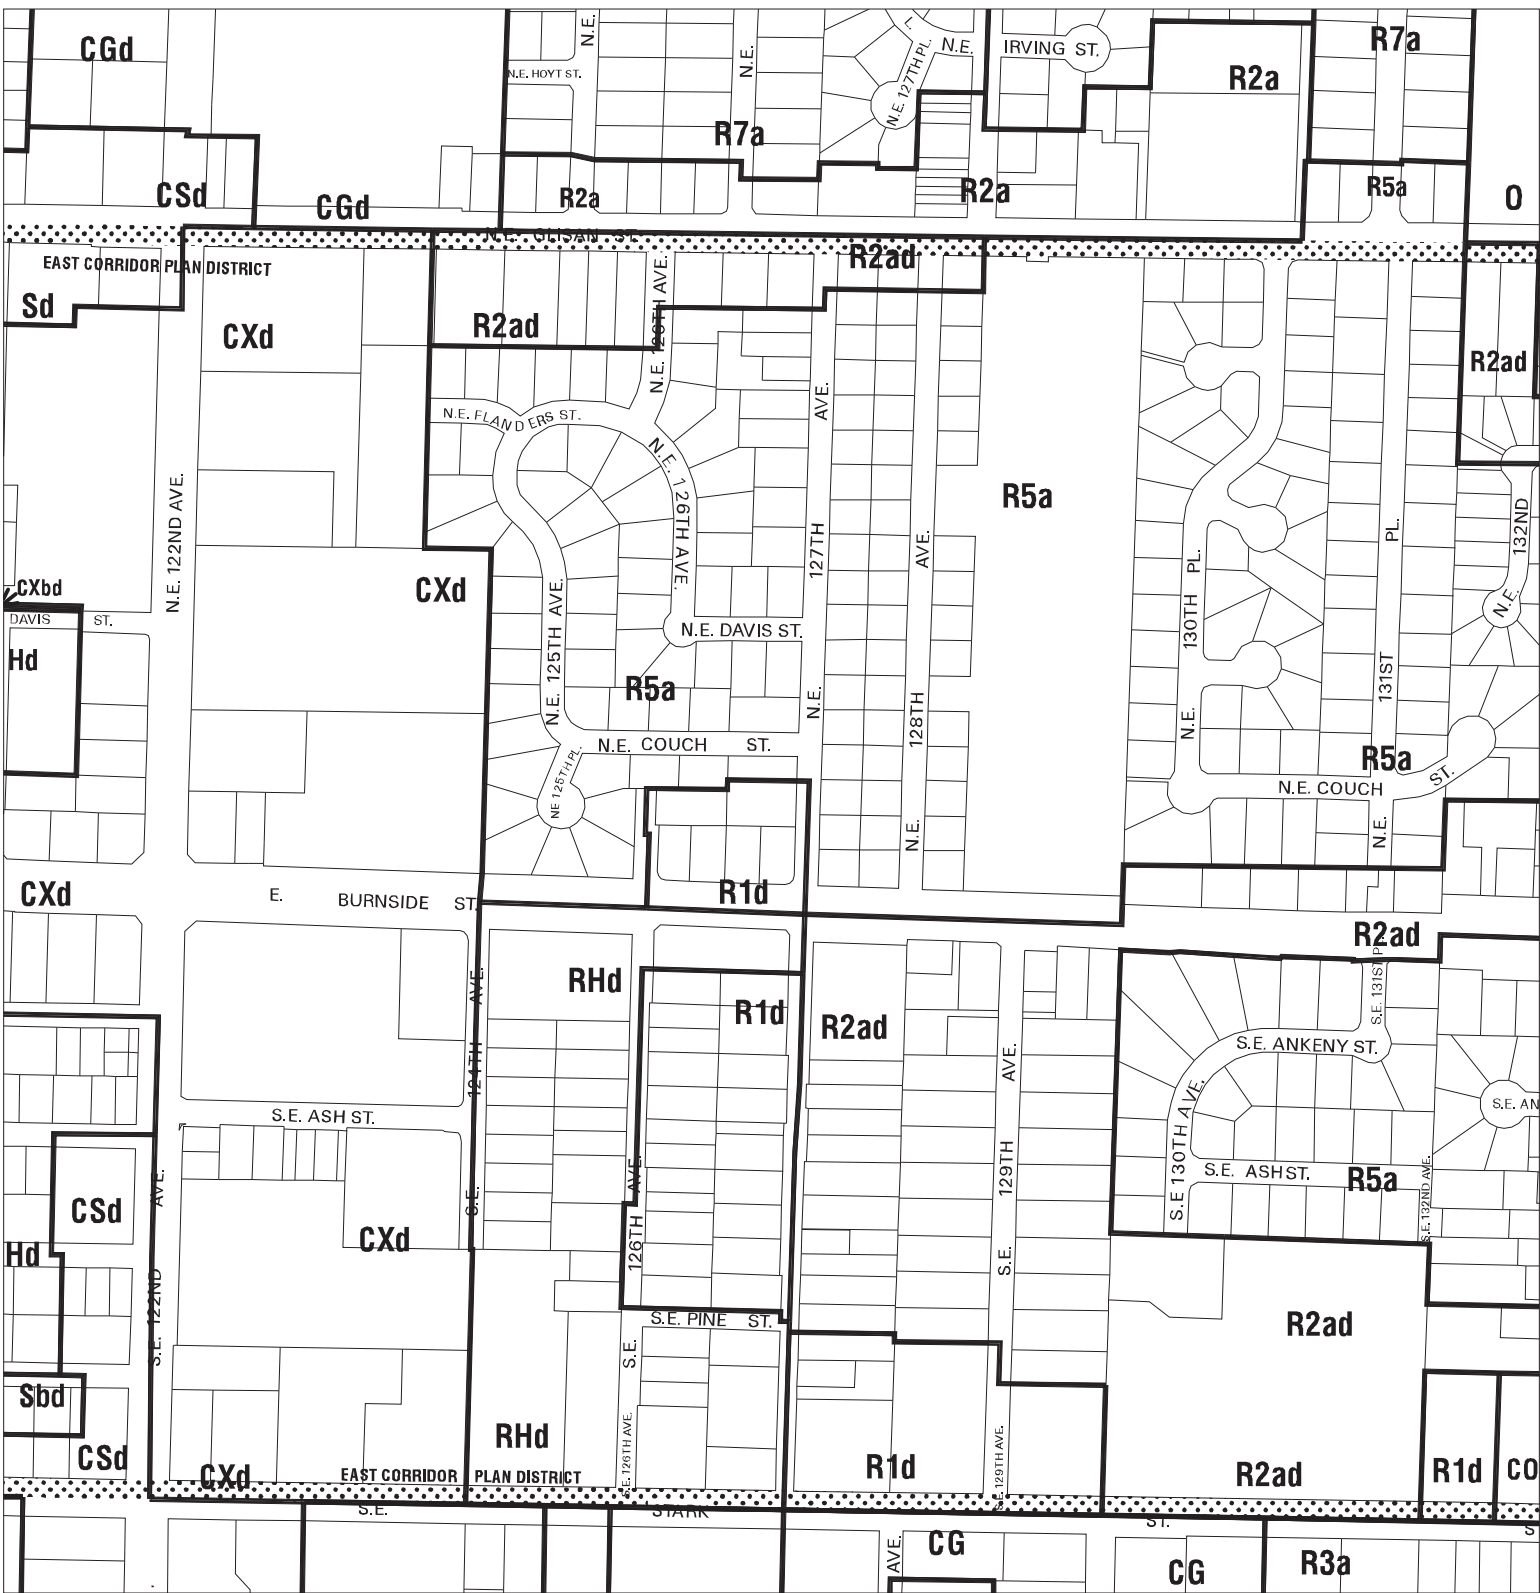 CGd
N.E.
N.E.
N.E. HOYT ST.
N.E. 127TH PL.
N.E.
IRVING ST.
R2a
R7a
R7a
CSd
CGd
R2a
R2a
R5a
O
N.E. GLISAN ST.
EAST CORRIDOR PLAN DISTRICT
R2ad
Sd
CXd
R2ad
N.E. 126TH AVE.
R2ad
N.E. FLANDERS ST.
AVE.
N.E. 126TH AVE.
R5a
N.E. 122ND AVE.
127TH
AVE.
PL.
132ND
CXbd
CXd
N.E. 125TH AVE.
130TH PL.
N.E.
DAVIS ST.
N.E. DAVIS ST.
Hd
R5a
N.E.
128TH
131ST
N.E.
N.E. COUCH ST.
R5a
NE 125TH PL.
N.E. COUCH ST.
N.E.
N.E.
CXd
E. BURNSIDE ST.
R1d
R2ad
RHd
R1d
R2ad
S.E. 131ST PL.
S.E. 124TH AVE.
AVE.
S.E. ANKENY ST.
S.E. AN
S.E. ASH ST.
S.E 130TH AVE.
129TH
S.E. ASH ST.
R5a
S.E. 132ND AVE.
CSd
CXd
126TH AVE.
Hd
S.E. 122ND AVE.
S.E.
S.E. PINE ST.
R2ad
S.E.
Sbd
RHd
CSd
CXd
EAST CORRIDOR PLAN DISTRICT
S.E. 126TH AVE.
R1d
S.E. 129TH AVE.
R2ad
R1d
CO
S.E. STARK ST.
S
AVE.
CG
CG
R3a